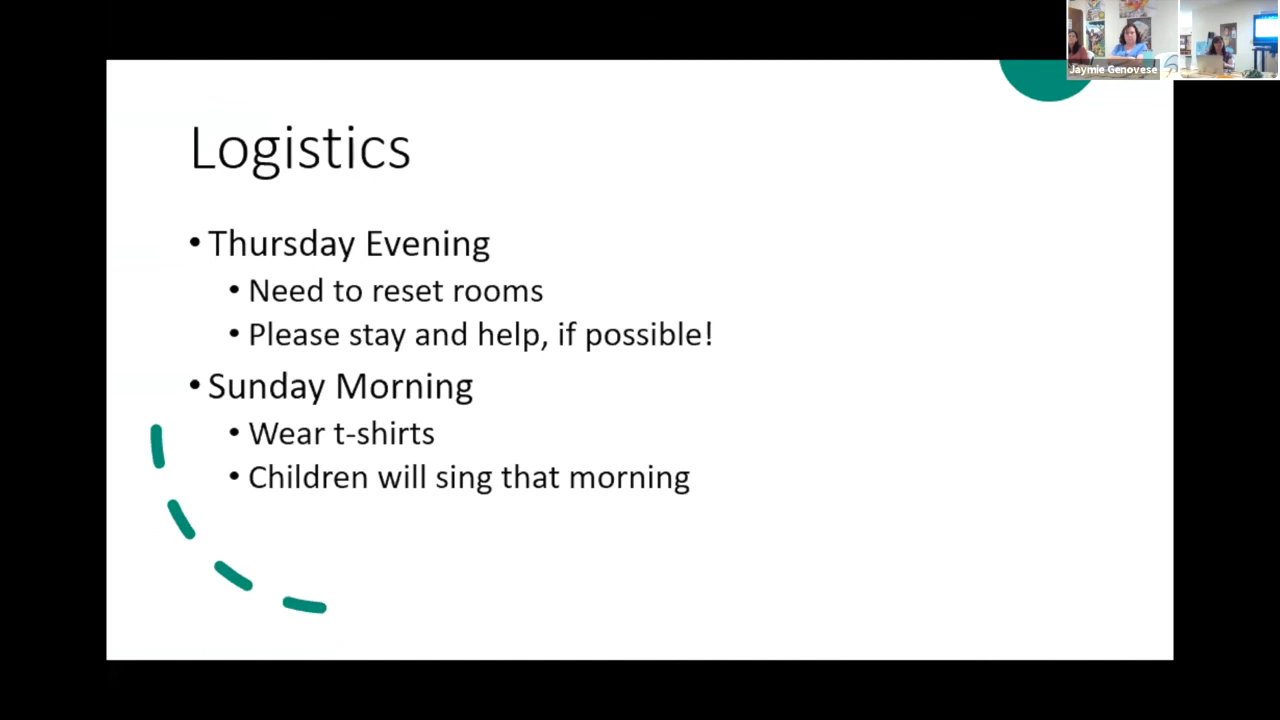 Jaymie Genovese
Logistics
• Thursday Evening
• Need to reset rooms
• Please stay and help, if possible!
• Sunday Morning
• Wear t-shirts
• Children will sing that morning